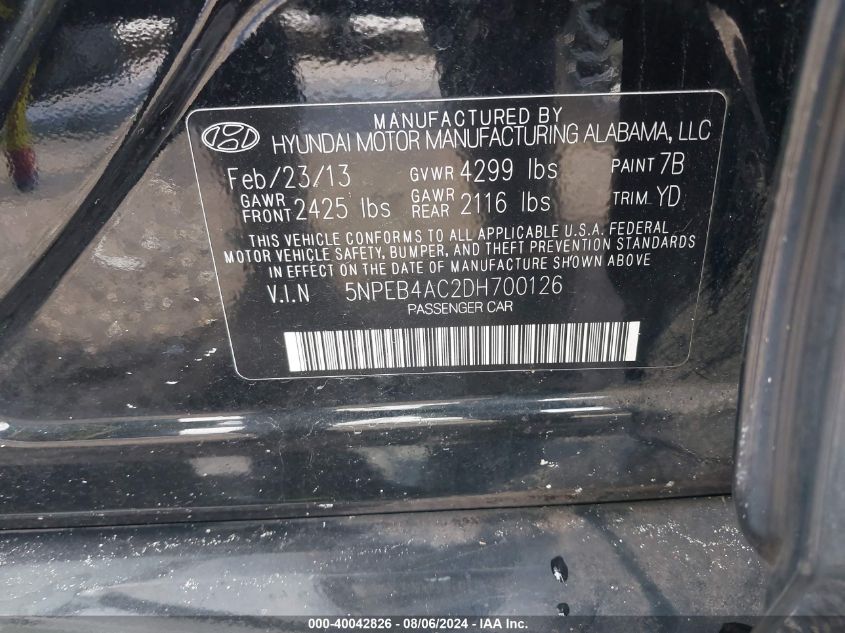 MANUFACTURED BY
HYUNDAI MOTOR MANUFACTURING ALABAMA, LLC
Feb/23/13 GVWR 4299 lbs PAINT 7B
GAWR FRONT 2425 lbs GAWR REAR 2116 lbs TRIM YD
THIS VEHICLE CONFORMS TO ALL APPLICABLE U.S.A. FEDERAL
MOTOR VEHICLE SAFETY, BUMPER, AND THEFT PREVENTION STANDARDS
IN EFFECT ON THE DATE OF MANUFACTURE SHOWN ABOVE
V.I.N 5NPEB4AC2DH700126
PASSENGER CAR
000-40042826 - 08/06/2024 - IAA Inc.